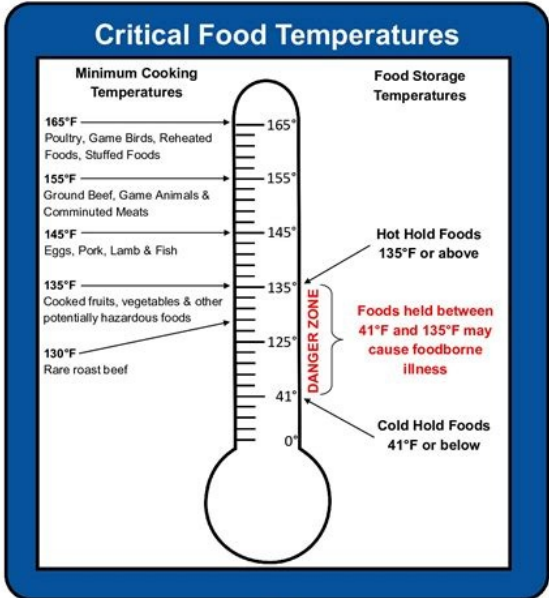 Critical Food Temperatures
Minimum Cooking
Temperatures
165°F
Poultry, Game Birds, Reheated
Foods, Stuffed Foods
155°F
Ground Beef, Game Animals &
Comminuted Meats
145°F
Eggs, Pork, Lamb & Fish
135°F
Cooked fruits, vegetables & other
potentially hazardous foods
130°F
Rare roast beef
165°
155°
145°
135°
125°
41°
0°
DANGER ZONE
Food Storage
Temperatures
Hot Hold Foods
135°F or above
Foods held between
41°F and 135°F may
cause foodborne
illness
Cold Hold Foods
41°F or below